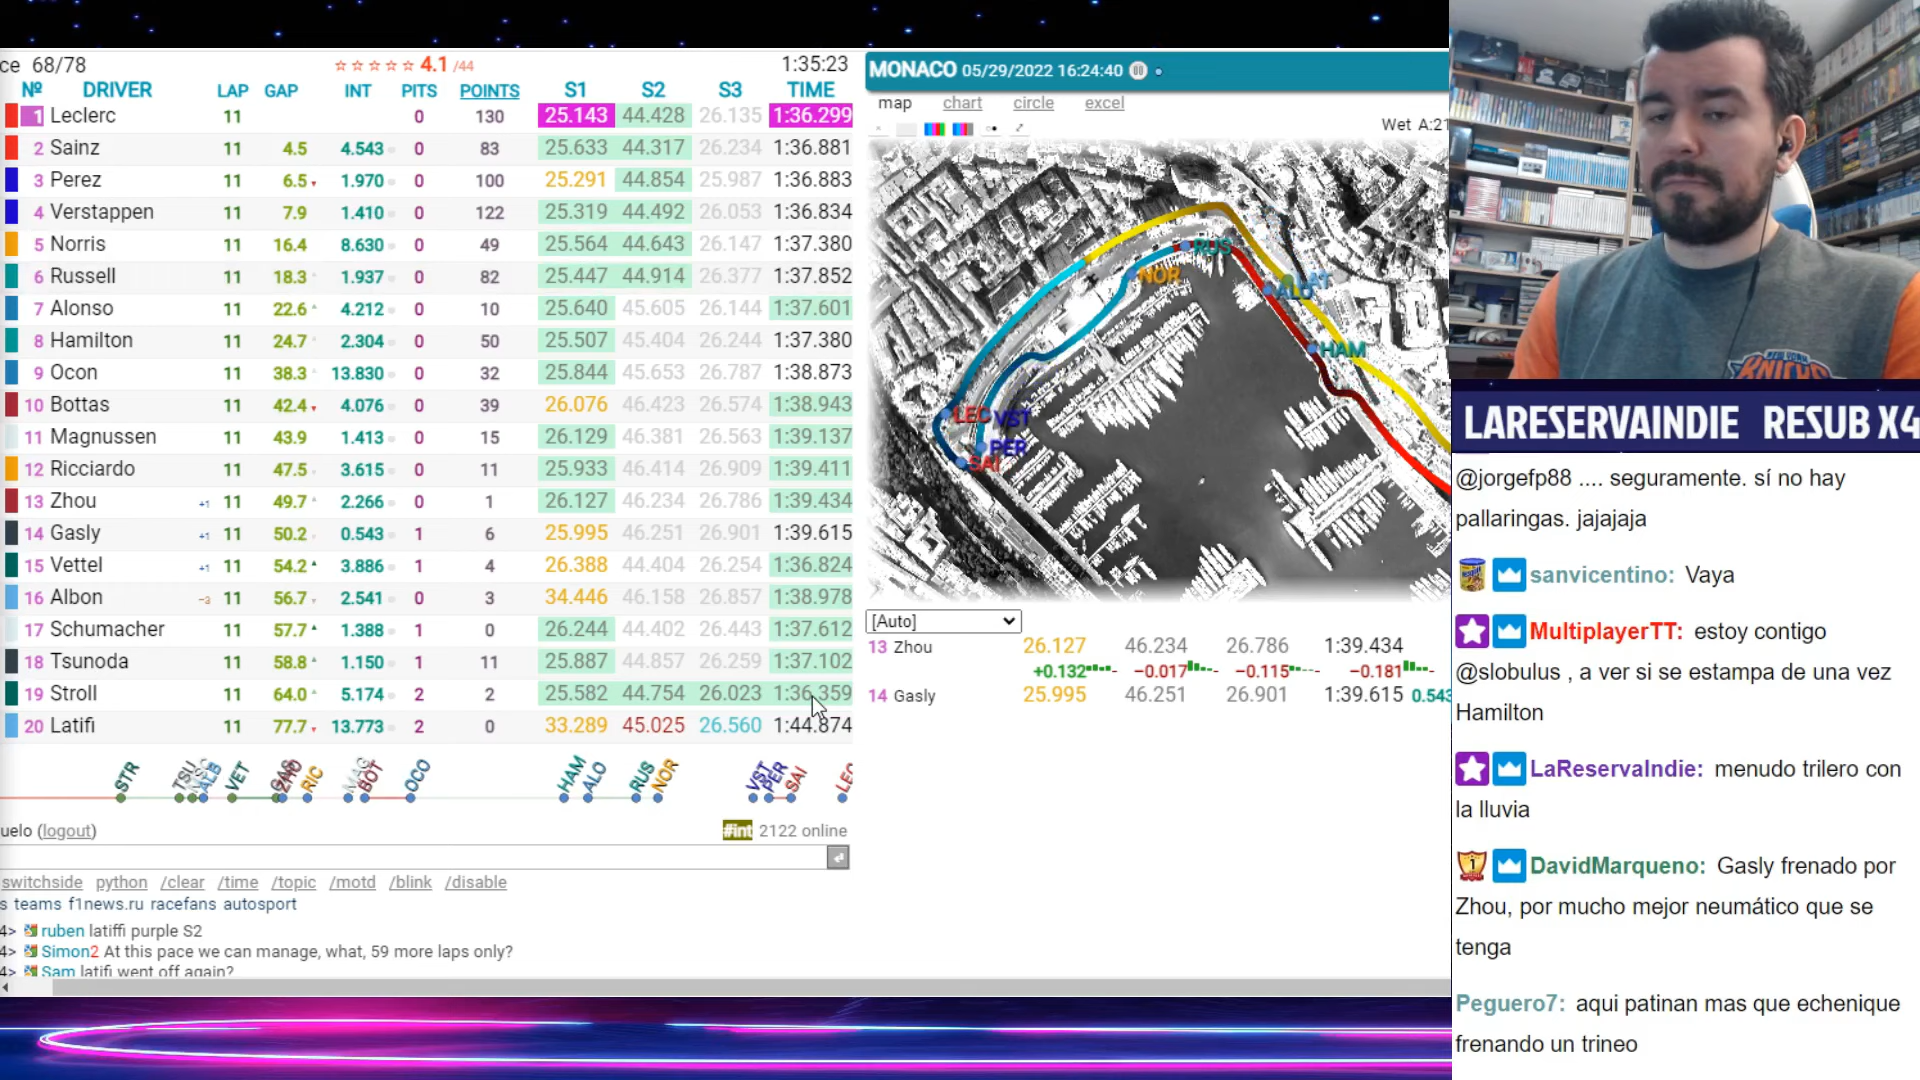 ce 68/78 4.1 /44 1:35:23
Nº DRIVER LAP GAP INT PITS POINTS S1 S2 S3 TIME
1 Leclerc 11 0 130 25.143 44.428 26.135 1:36.299
2 Sainz 11 4.5 4.543 0 83 25.633 44.317 26.234 1:36.881
3 Perez 11 6.5 1.970 0 100 25.291 44.854 25.987 1:36.883
4 Verstappen 11 7.9 1.410 0 122 25.319 44.492 26.053 1:36.834
5 Norris 11 16.4 8.630 0 49 25.564 44.643 26.147 1:37.380
6 Russell 11 18.3 1.937 0 82 25.447 44.914 26.377 1:37.852
7 Alonso 11 22.6 4.212 0 10 25.640 45.605 26.144 1:37.601
8 Hamilton 11 24.7 2.304 0 50 25.507 45.404 26.244 1:37.380
9 Ocon 11 38.3 13.830 0 32 25.844 45.653 26.787 1:38.873
10 Bottas 11 42.4 4.076 0 39 26.076 46.423 26.574 1:38.943
11 Magnussen 11 43.9 1.413 0 15 26.129 46.381 26.563 1:39.137
12 Ricciardo 11 47.5 3.615 0 11 25.933 46.414 26.909 1:39.411
13 Zhou +1 11 49.7 2.266 0 1 26.127 46.234 26.786 1:39.434
14 Gasly +1 11 50.2 0.543 1 6 25.995 46.251 26.901 1:39.615
15 Vettel +1 11 54.2 3.886 1 4 26.388 44.404 26.254 1:36.824
16 Albon -3 11 56.7 2.541 0 3 34.446 46.158 26.857 1:38.978
17 Schumacher 11 57.7 1.388 1 0 26.244 44.402 26.443 1:37.612
18 Tsunoda 11 58.8 1.150 1 11 25.887 44.857 26.259 1:37.102
19 Stroll 11 64.0 5.174 2 2 25.582 44.754 26.023 1:36.359
20 Latifi 11 77.7 13.773 2 0 33.289 45.025 26.560 1:44.874
STR TSU ALB VET RIC BOT OCO HAM ALO RUS NOR VST PER SAI LEC
uelo (logout) #int 2122 online
switchside python /clear /time /topic /motd /blink /disable
s teams f1news.ru racefans autosport
4> ruben latiffi purple S2
4> Simon2 At this pace we can manage, what, 59 more laps only?
4> Sam latifi went off again?
MONACO 05/29/2022 16:24:40
map chart circle excel
Wet A:21
RUS
NOR
LAT
ALO
HAM
LEC VST
PER
SAI
[Auto]
13 Zhou 26.127 46.234 26.786 1:39.434
+0.132 -0.017 -0.115 -0.181
14 Gasly 25.995 46.251 26.901 1:39.615 0.543
NEW YORK
KNICKS
LARESERVAINDIE RESUB X4
@jorgefp88 .... seguramente. sí no hay
pallaringas. jajajaja
sanvicentino: Vaya
MultiplayerTT: estoy contigo
@slobulus , a ver si se estampa de una vez
Hamilton
LaReservaIndie: menudo trilero con
la lluvia
DavidMarqueno: Gasly frenado por
Zhou, por mucho mejor neumático que se
tenga
Peguero7: aqui patinan mas que echenique
frenando un trineo